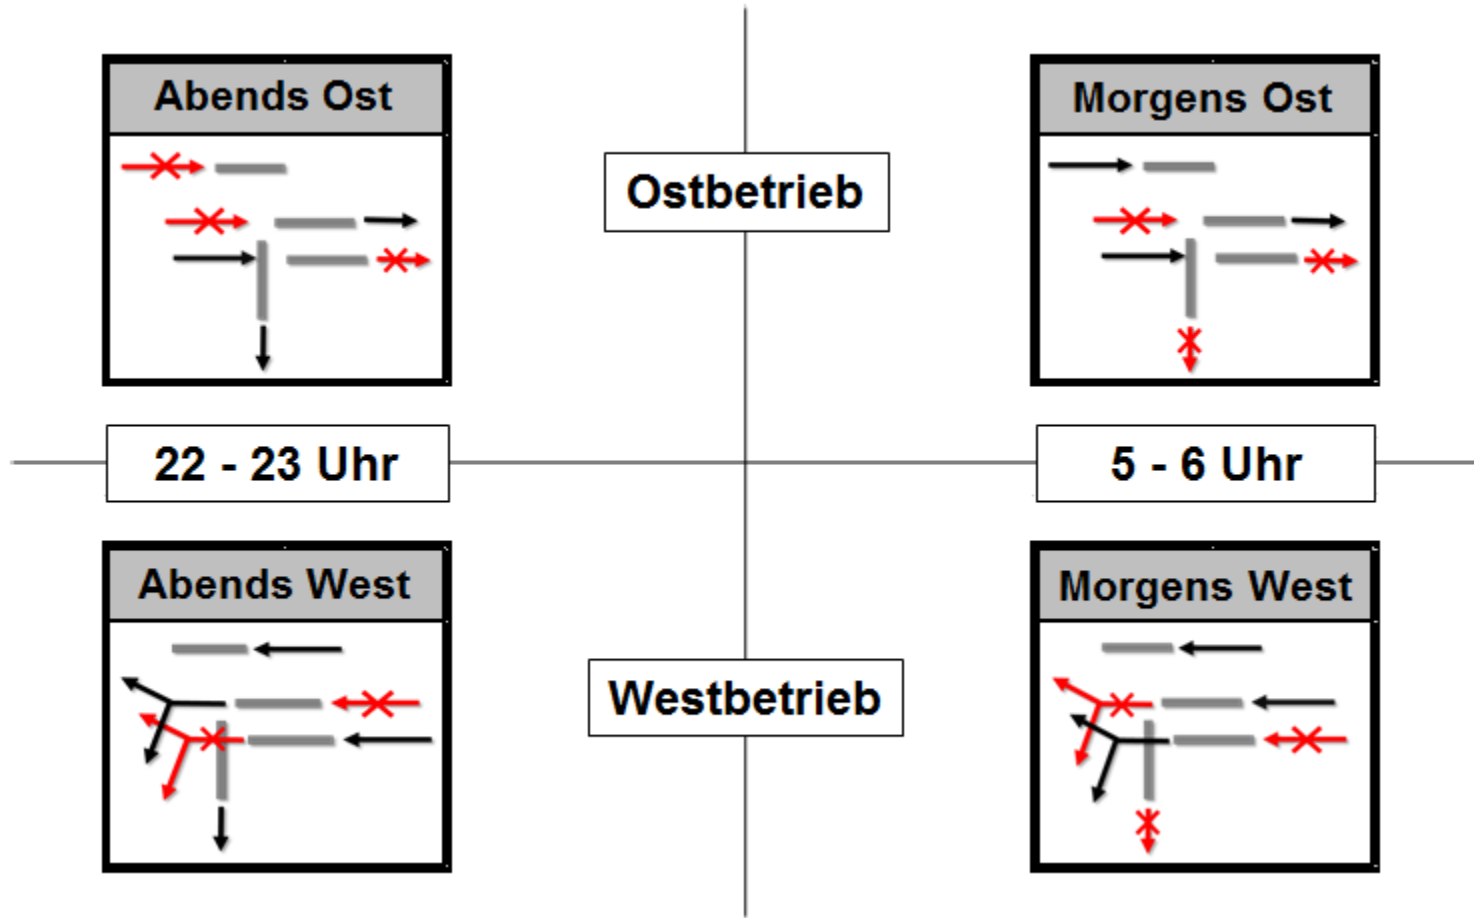 Abends Ost
Morgens Ost
Ostbetrieb
22 - 23 Uhr
5 - 6 Uhr
Abends West
Morgens West
Westbetrieb